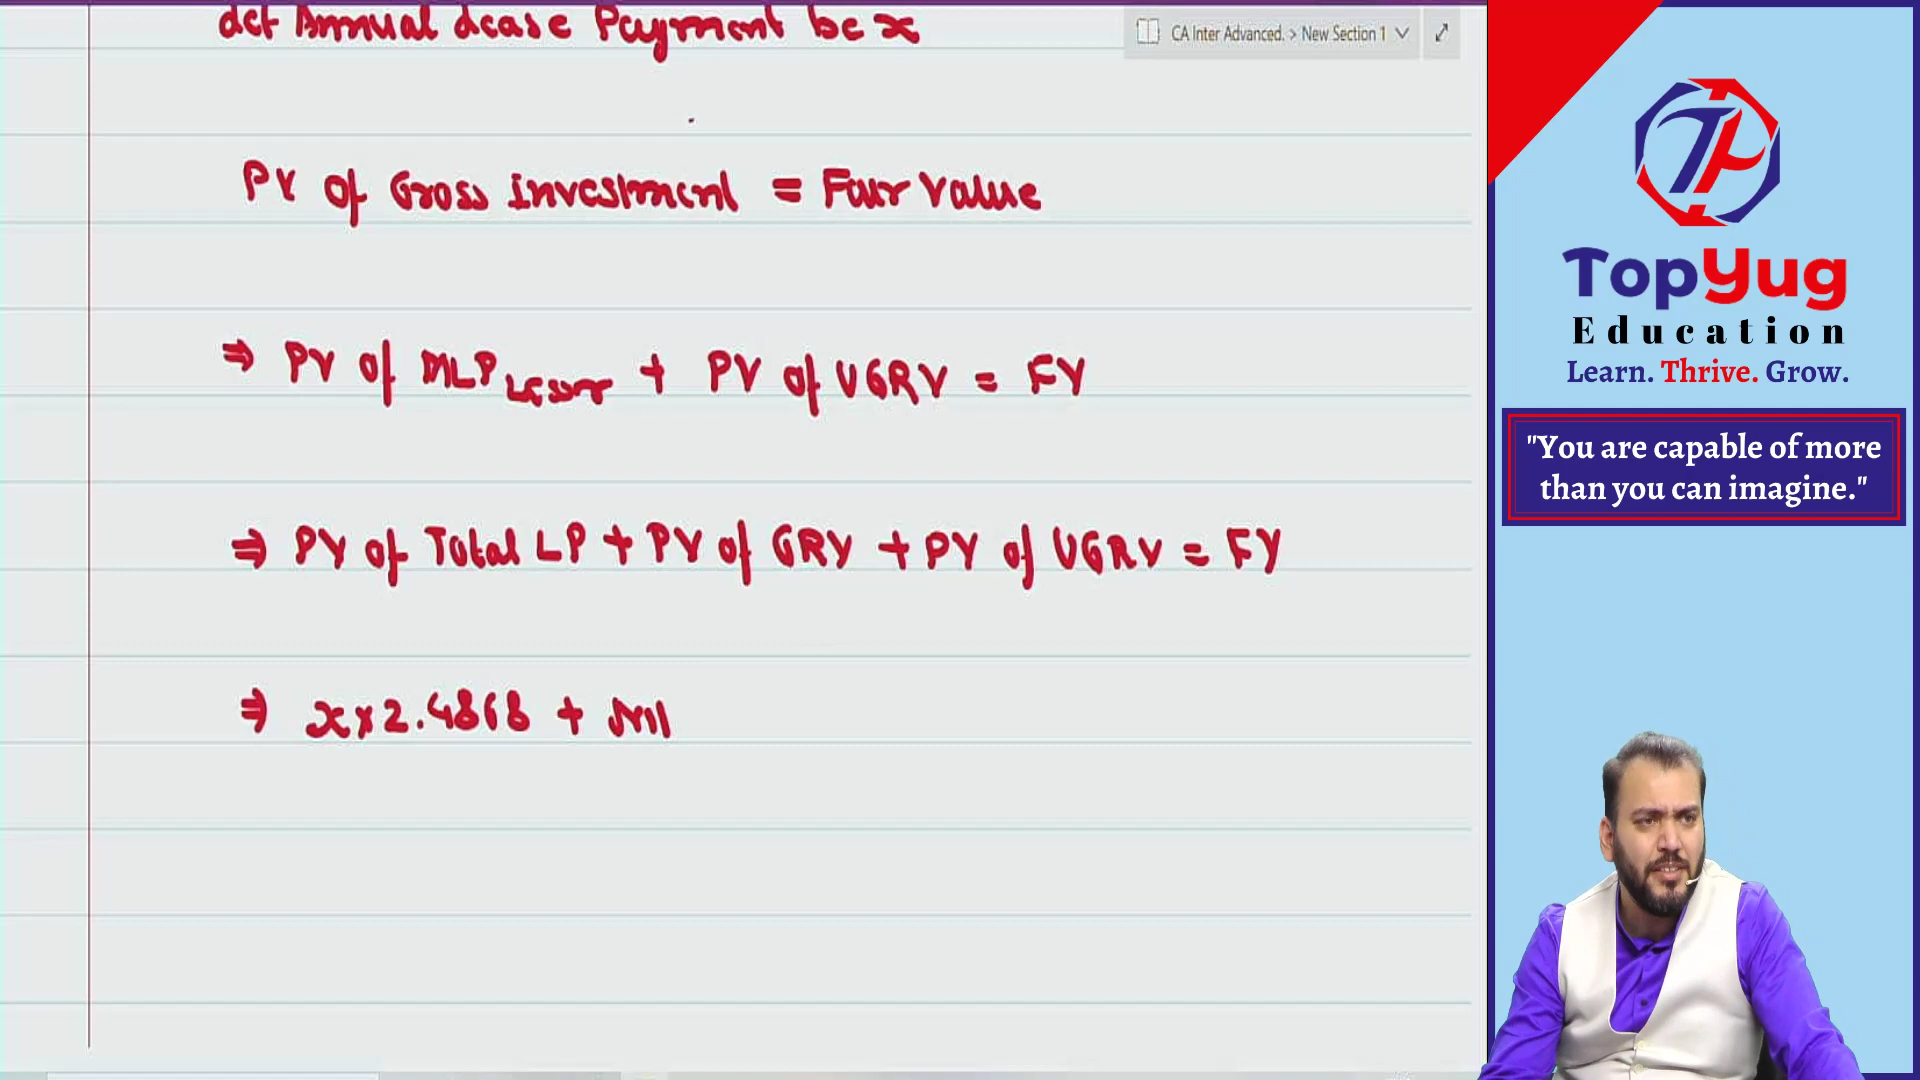 Let Annual Lease Payment be x
CA Inter Advanced. > New Section 1
PV of Gross Investment = Fair Value
⇒ PV of MLP Lessor + PV of UGRV = FV
⇒ PV of Total LP + PV of GRV + PV of UGRV = FV
⇒ x x 2.4868 + Nil
TopYug
Education
Learn. Thrive. Grow.
"You are capable of more
than you can imagine."